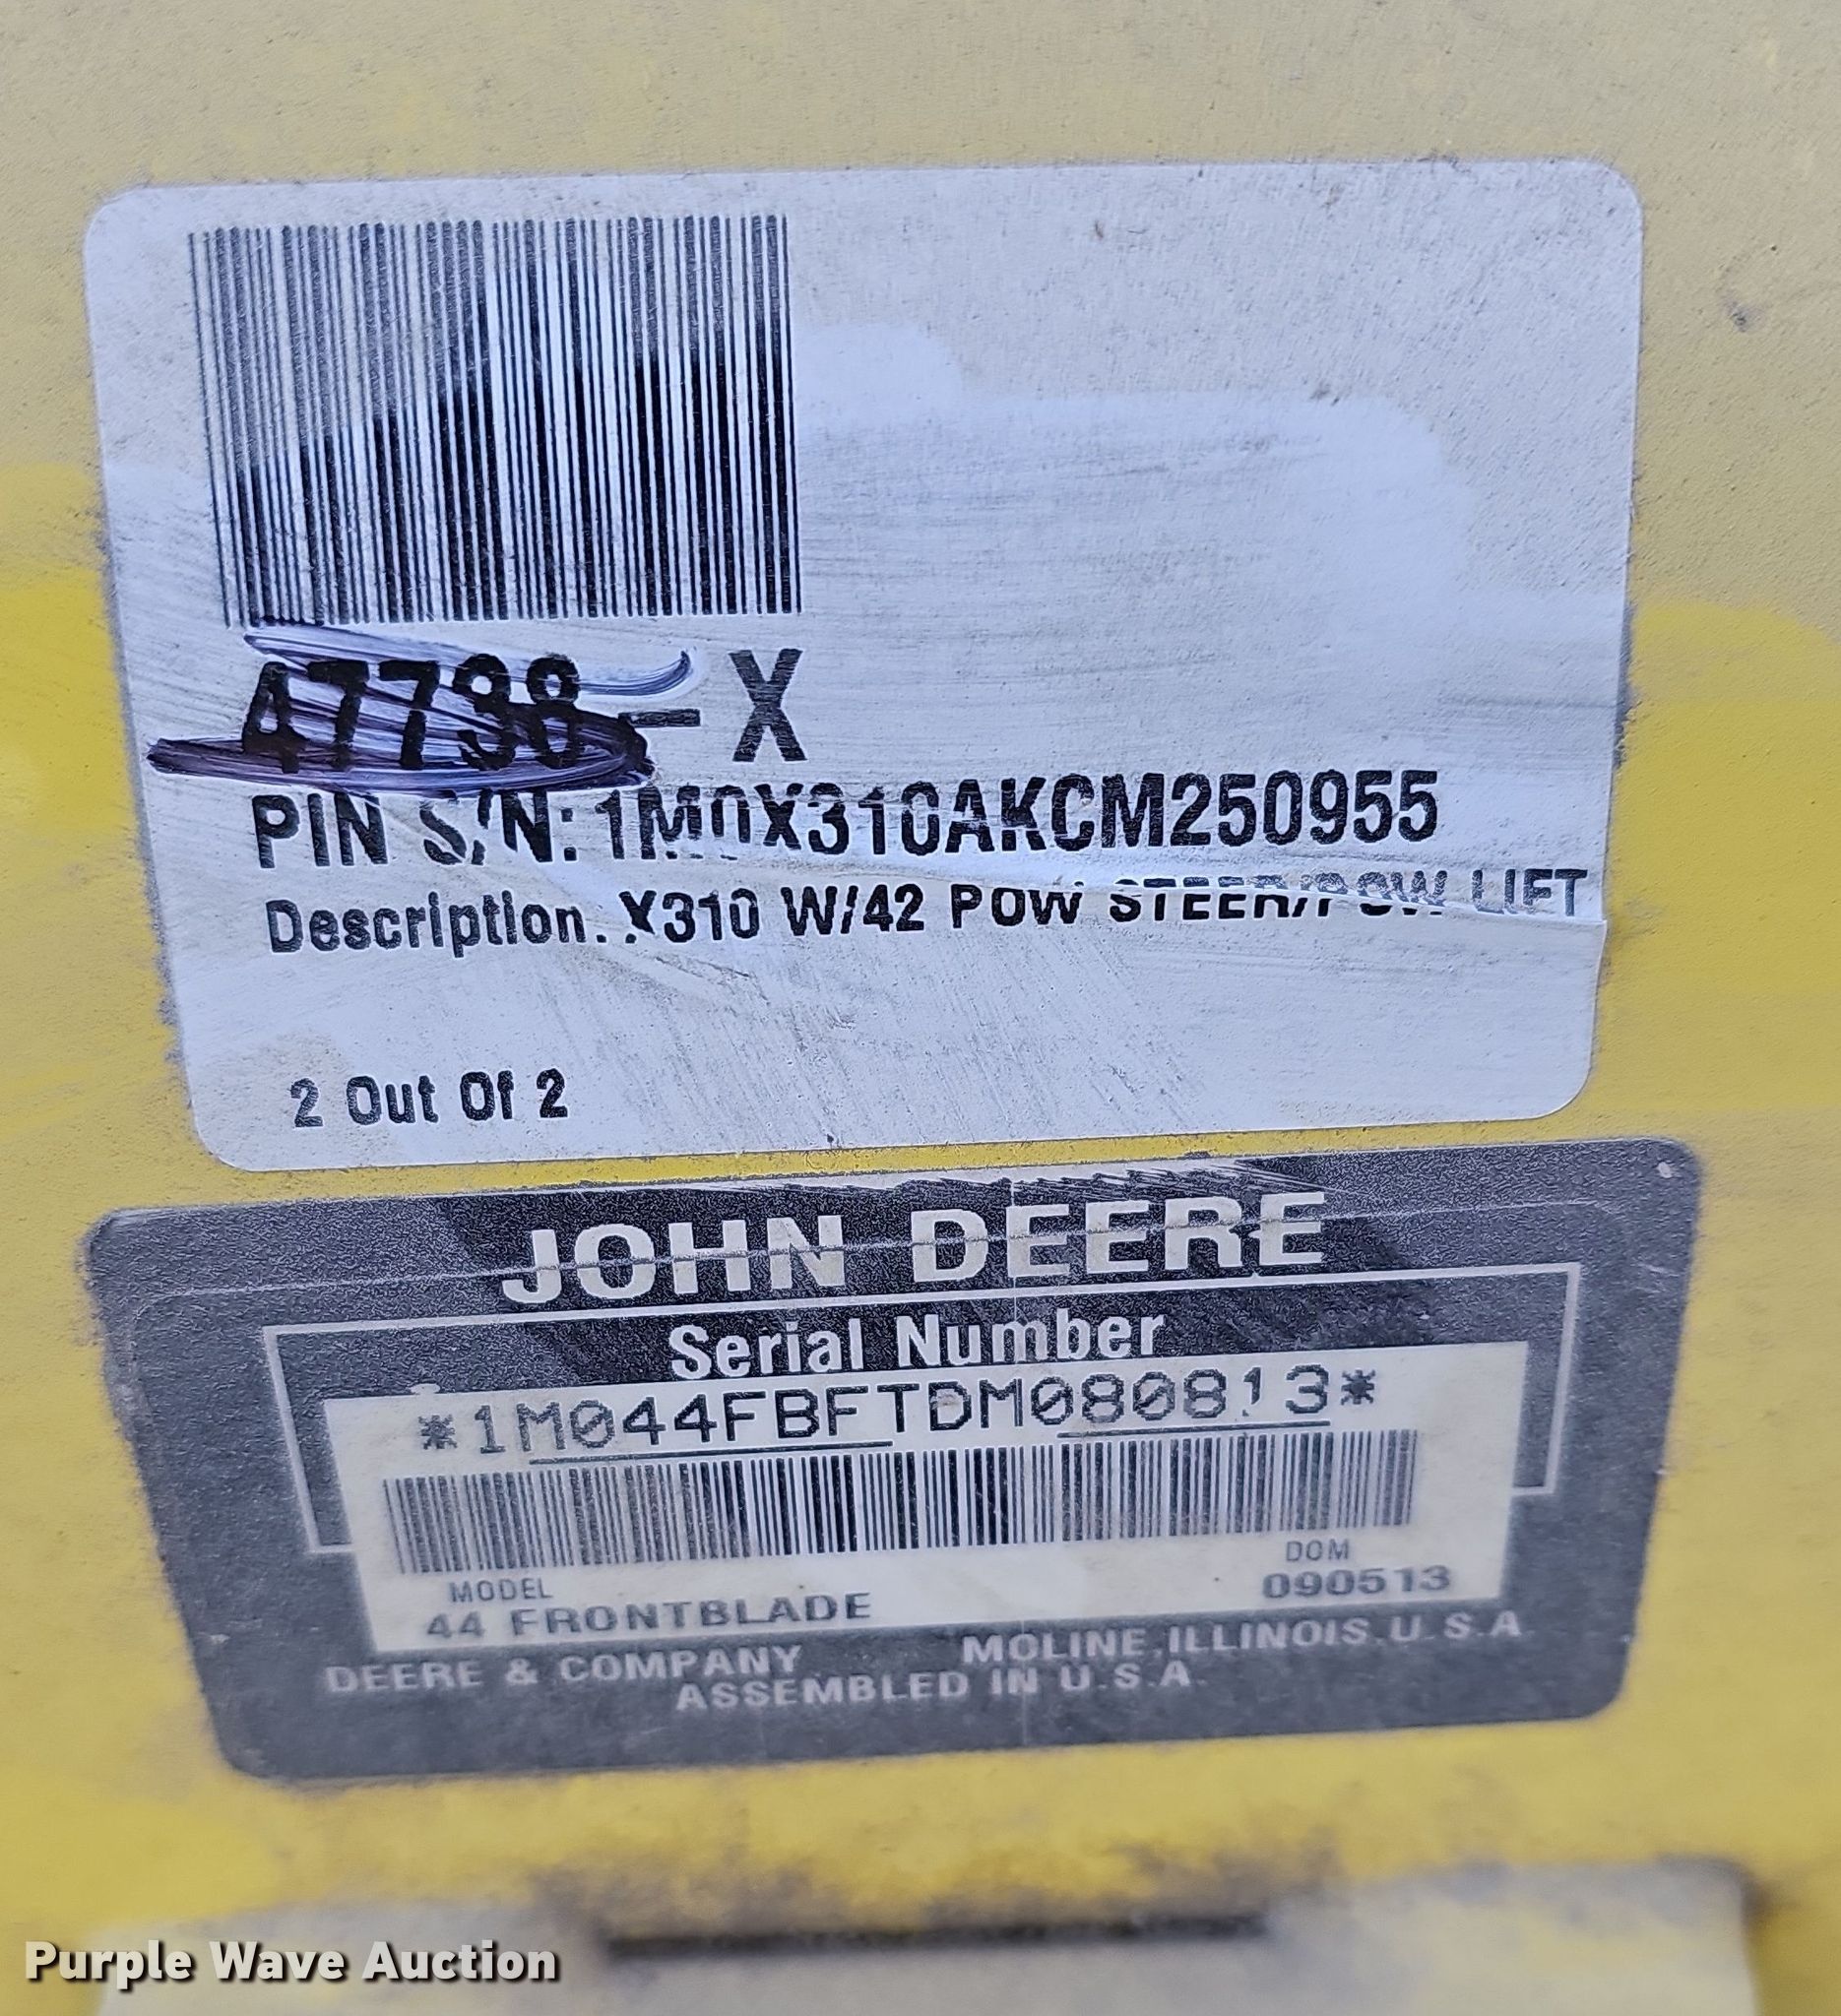 47738-X
PIN S/N: 1M0X310AKCM250955
Description. X310 W/42 POW STEER/POW LIFT
2 Out Of 2
JOHN DEERE
Serial Number
*1M044FBFTDM080813*
MODEL
DOM
44 FRONTBLADE
090513
DEERE & COMPANY
MOLINE, ILLINOIS, U.S.A
ASSEMBLED IN U.S.A.
Purple Wave Auction